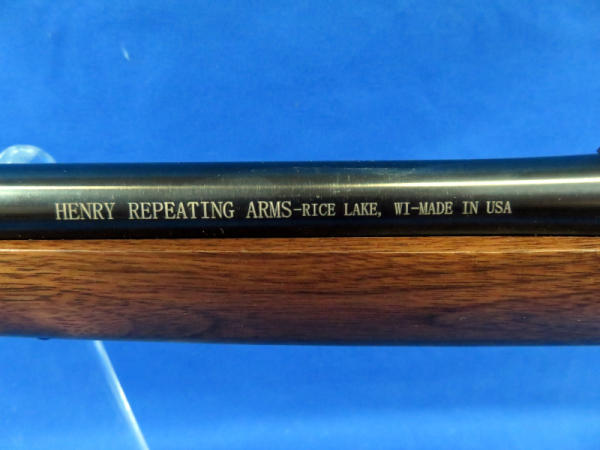 HENRY REPEATING ARMS-RICE LAKE, WI-MADE IN USA